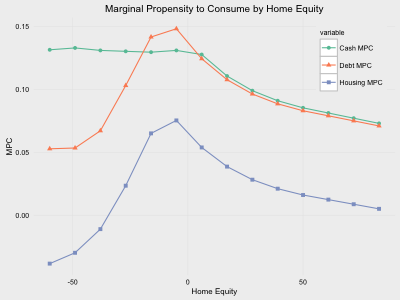 Marginal Propensity to Consume by Home Equity
0.15
0.10
0.05
0.00
MPC
-50
0
50
Home Equity
variable
Cash MPC
Debt MPC
Housing MPC